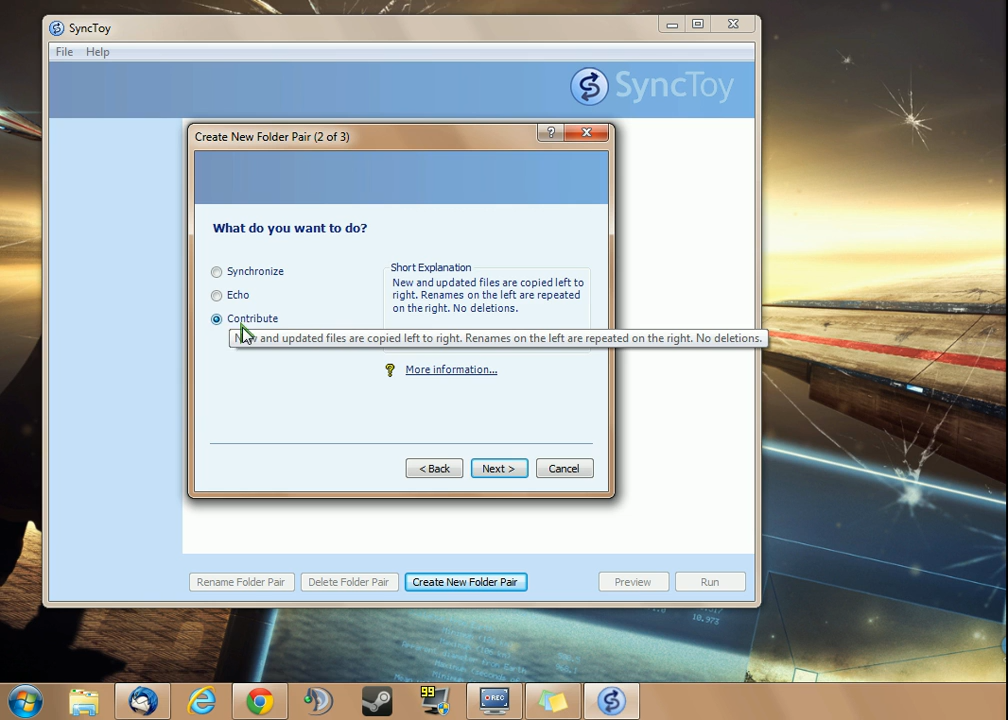 SyncToy
File Help
SyncToy
Create New Folder Pair (2 of 3)
?
What do you want to do?
Synchronize
Echo
Contribute
Short Explanation
New and updated files are copied left to
right. Renames on the left are repeated
on the right. No deletions.
and updated files are copied left to right. Renames on the left are repeated on the right. No deletions.
? More information...
< Back Next > Cancel
Rename Folder Pair Delete Folder Pair Create New Folder Pair Preview Run
10.973
99
REC